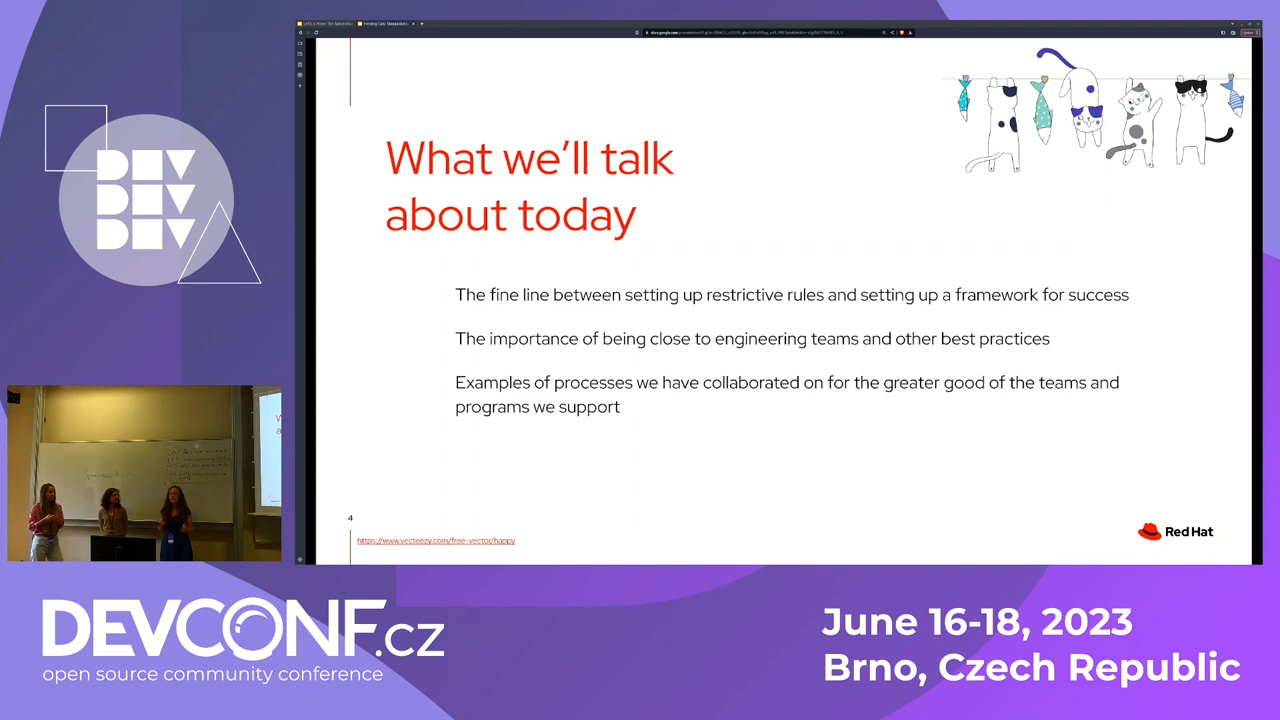 DEV
DEV
DEV
What we'll talk
about today
The fine line between setting up restrictive rules and setting up a framework for success
The importance of being close to engineering teams and other best practices
Examples of processes we have collaborated on for the greater good of the teams and
programs we support
4
https://www.vecteezy.com/free-vector/happy
Red Hat
DEVCONF.cz
open source community conference
June 16-18, 2023
Brno, Czech Republic